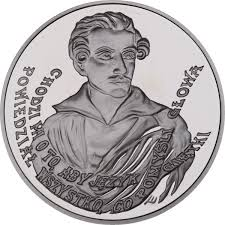 CHODZI MI O TO ABY JĘZYK GIĘTKI
POWIEDZIAŁ
WSZYSTKO, CO POMYŚLI
GŁOWA